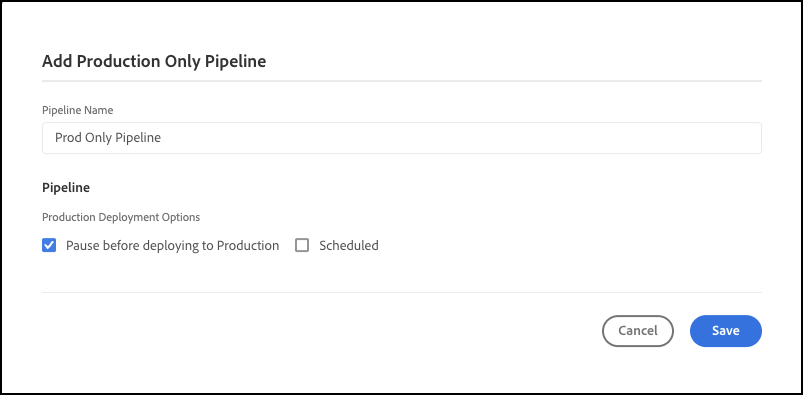 Add Production Only Pipeline
Pipeline Name
Prod Only Pipeline
Pipeline
Production Deployment Options
Pause before deploying to Production Scheduled
Cancel Save